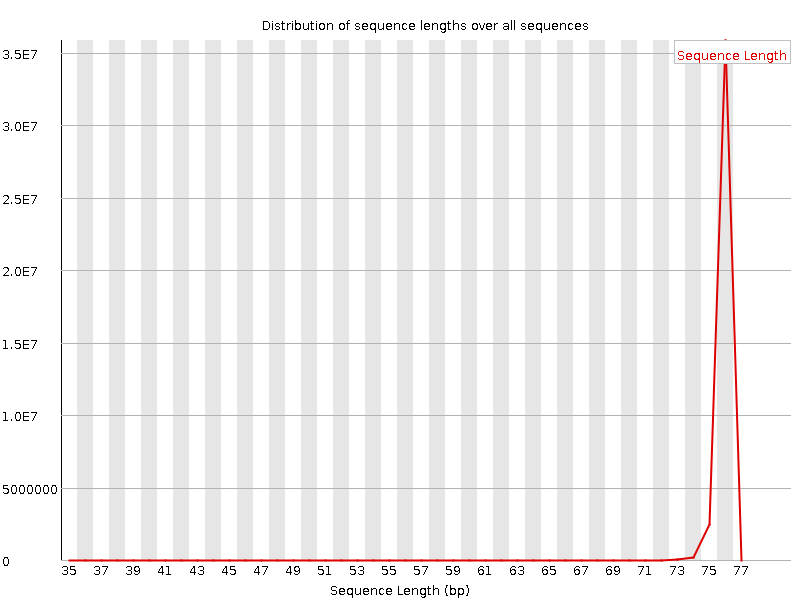 Distribution of sequence lengths over all sequences
Sequence Length
3.5E7
3.0E7
2.5E7
2.0E7
1.5E7
1.0E7
5000000
0
35 37 39 41 43 45 47 49 51 53 55 57 59 61 63 65 67 69 71 73 75 77
Sequence Length (bp)